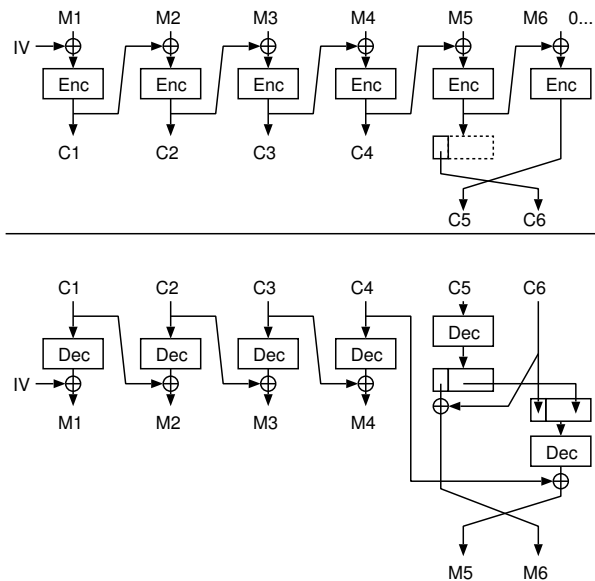 M1 M2 M3 M4 M5 M6 0...
IV
Enc Enc Enc Enc Enc Enc
C1 C2 C3 C4
C5 C6
C1 C2 C3 C4 C5 C6
Dec
Dec Dec Dec Dec
IV
M1 M2 M3 M4
Dec
M5 M6